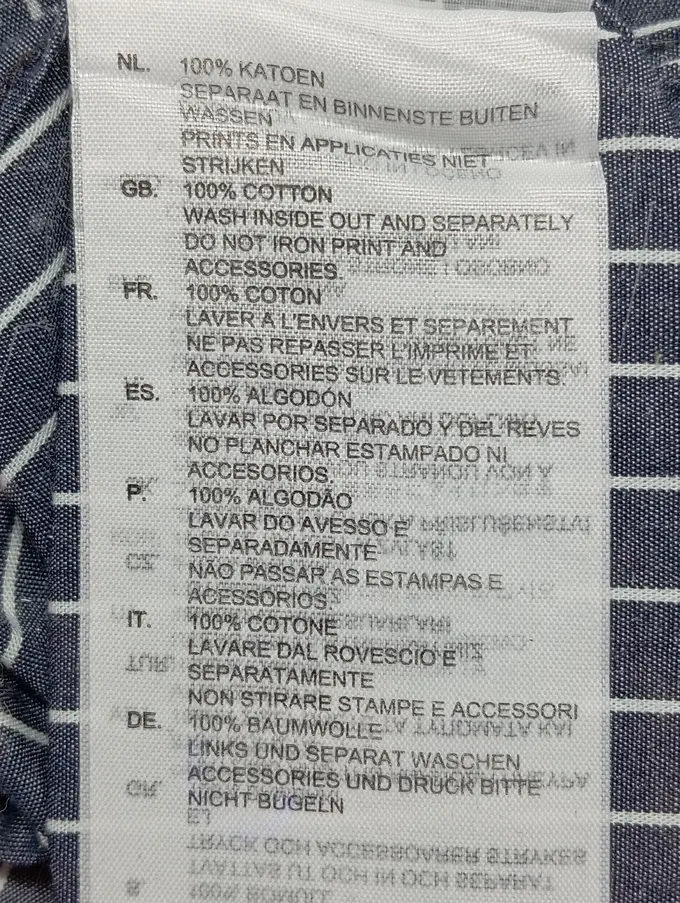 NL. 100% KATOEN
SEPARAAT EN BINNENSTE BUITEN
WASSEN
PRINTS EN APPLICATIES NIET
STRIJKEN
GB. 100% COTTON
WASH INSIDE OUT AND SEPARATELY
DO NOT IRON PRINT AND
ACCESSORIES.
FR. 100% COTON
LAVER A L'ENVERS ET SEPAREMENT
NE PAS REPASSER L'IMPRIME ET
ACCESSORIES SUR LE VETEMENTS.
ES. 100% ALGODÓN
LAVAR POR SEPARADO Y DEL REVES
NO PLANCHAR ESTAMPADO NI
ACCESORIOS.
P. 100% ALGODÃO
LAVAR DO AVESSO E
SEPARADAMENTE
NÃO PASSAR AS ESTAMPAS E
ACESSÓRIOS.
IT. 100% COTONE
LAVARE DAL ROVESCIO E
SEPARATAMENTE
NON STIRARE STAMPE E ACCESSORI
DE. 100% BAUMWOLLE
LINKS UND SEPARAT WASCHEN
ACCESSORIES UND DRUCK BITTE
NICHT BÜGELN